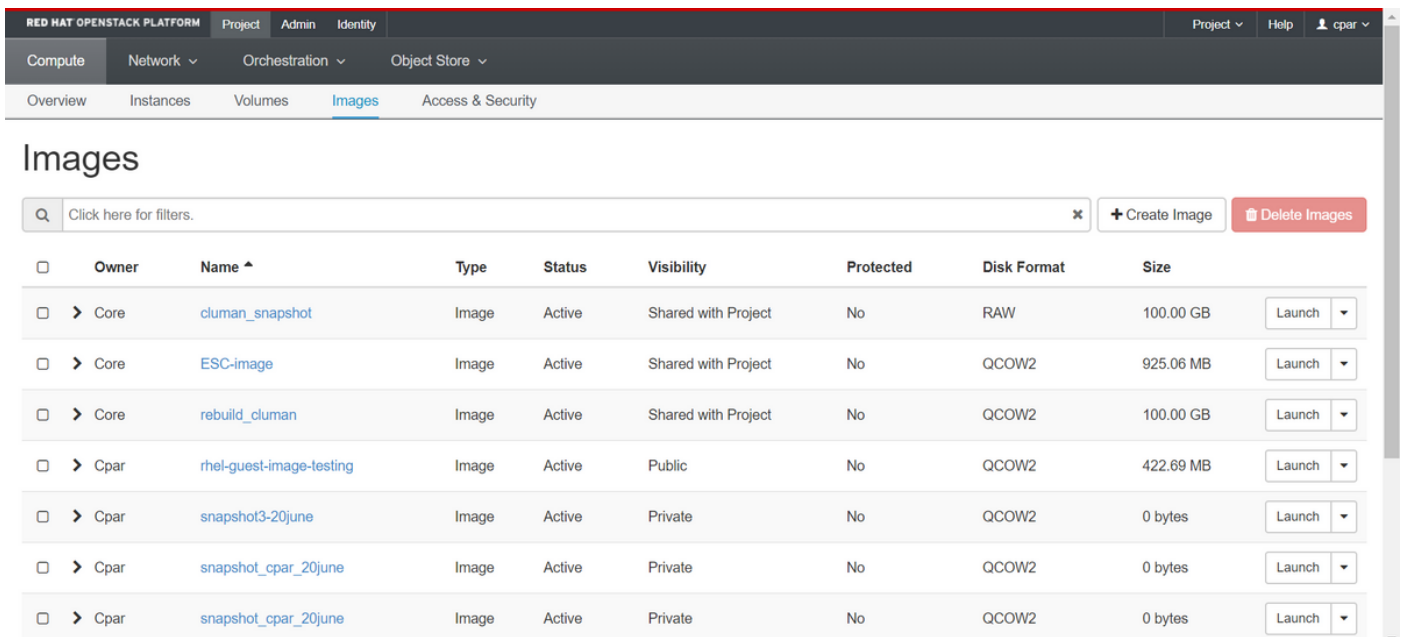 RED HAT OPENSTACK PLATFORM Project Admin Identity Project Help cpar
Compute Network Orchestration Object Store
Overview Instances Volumes Images Access & Security
Images
Click here for filters. Create Image Delete Images
Owner Name Type Status Visibility Protected Disk Format Size
Core cluman_snapshot Image Active Shared with Project No RAW 100.00 GB Launch
Core ESC-image Image Active Shared with Project No QCOW2 925.06 MB Launch
Core rebuild_cluman Image Active Shared with Project No QCOW2 100.00 GB Launch
Cpar rhel-guest-image-testing Image Active Public No QCOW2 422.69 MB Launch
Cpar snapshot3-20june Image Active Private No QCOW2 0 bytes Launch
Cpar snapshot_cpar_20june Image Active Private No QCOW2 0 bytes Launch
Cpar snapshot_cpar_20june Image Active Private No QCOW2 0 bytes Launch